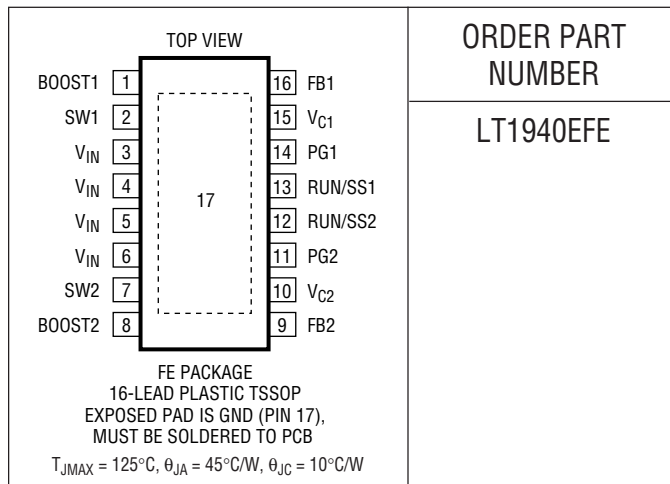 TOP VIEW
BOOST1 1
SW1 2
VIN 3
VIN 4
VIN 5
VIN 6
SW2 7
BOOST2 8
17
16 FB1
15 VC1
14 PG1
13 RUN/SS1
12 RUN/SS2
11 PG2
10 VC2
9 FB2
FE PACKAGE
16-LEAD PLASTIC TSSOP
EXPOSED PAD IS GND (PIN 17),
MUST BE SOLDERED TO PCB
TJMAX = 125°C, θJA = 45°C/W, θJC = 10°C/W
ORDER PART
NUMBER
LT1940EFE